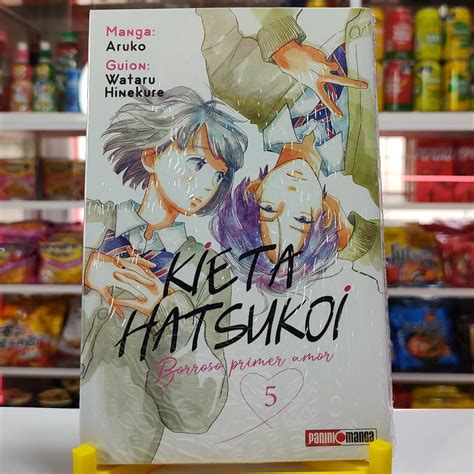 Manga:
Aruko
Guion:
Wataru
Hinekure
KIETA
HATSUKOI
Borroso primer amor
5
PANINI manga